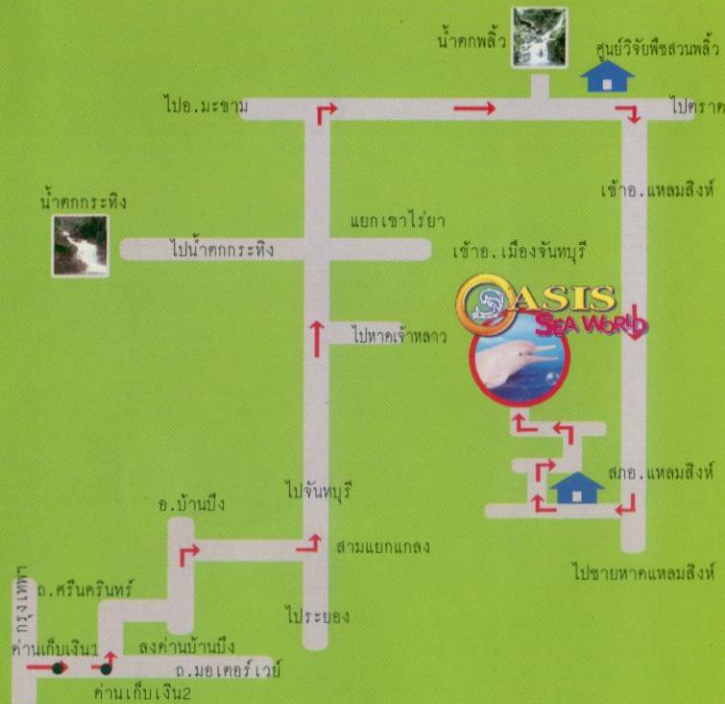 น้ำตกพลิ้ว
ศูนย์วิจัยพืชสวนพลิ้ว
ไปอ.มะขาม
ไปตราด
เข้าอ.แหลมสิงห์
น้ำตกกระทิง
แยกเขาไร่ยา
ไปน้ำตกกระทิง
เข้าอ.เมืองจันทบุรี
OASIS
SEA WORLD
ไปหาดเจ้าหลาว
สภอ.แหลมสิงห์
ไปจันทบุรี
อ.บ้านบึง
สามแยกแกลง
ไปชายหาดแหลมสิงห์
กรุงเทพฯ
ถ.ศรีนครินทร์
ไประยอง
ด่านเก็บเงิน1
ลงด่านบ้านบึง
ถ.มอเตอร์เวย์
ด่านเก็บเงิน2